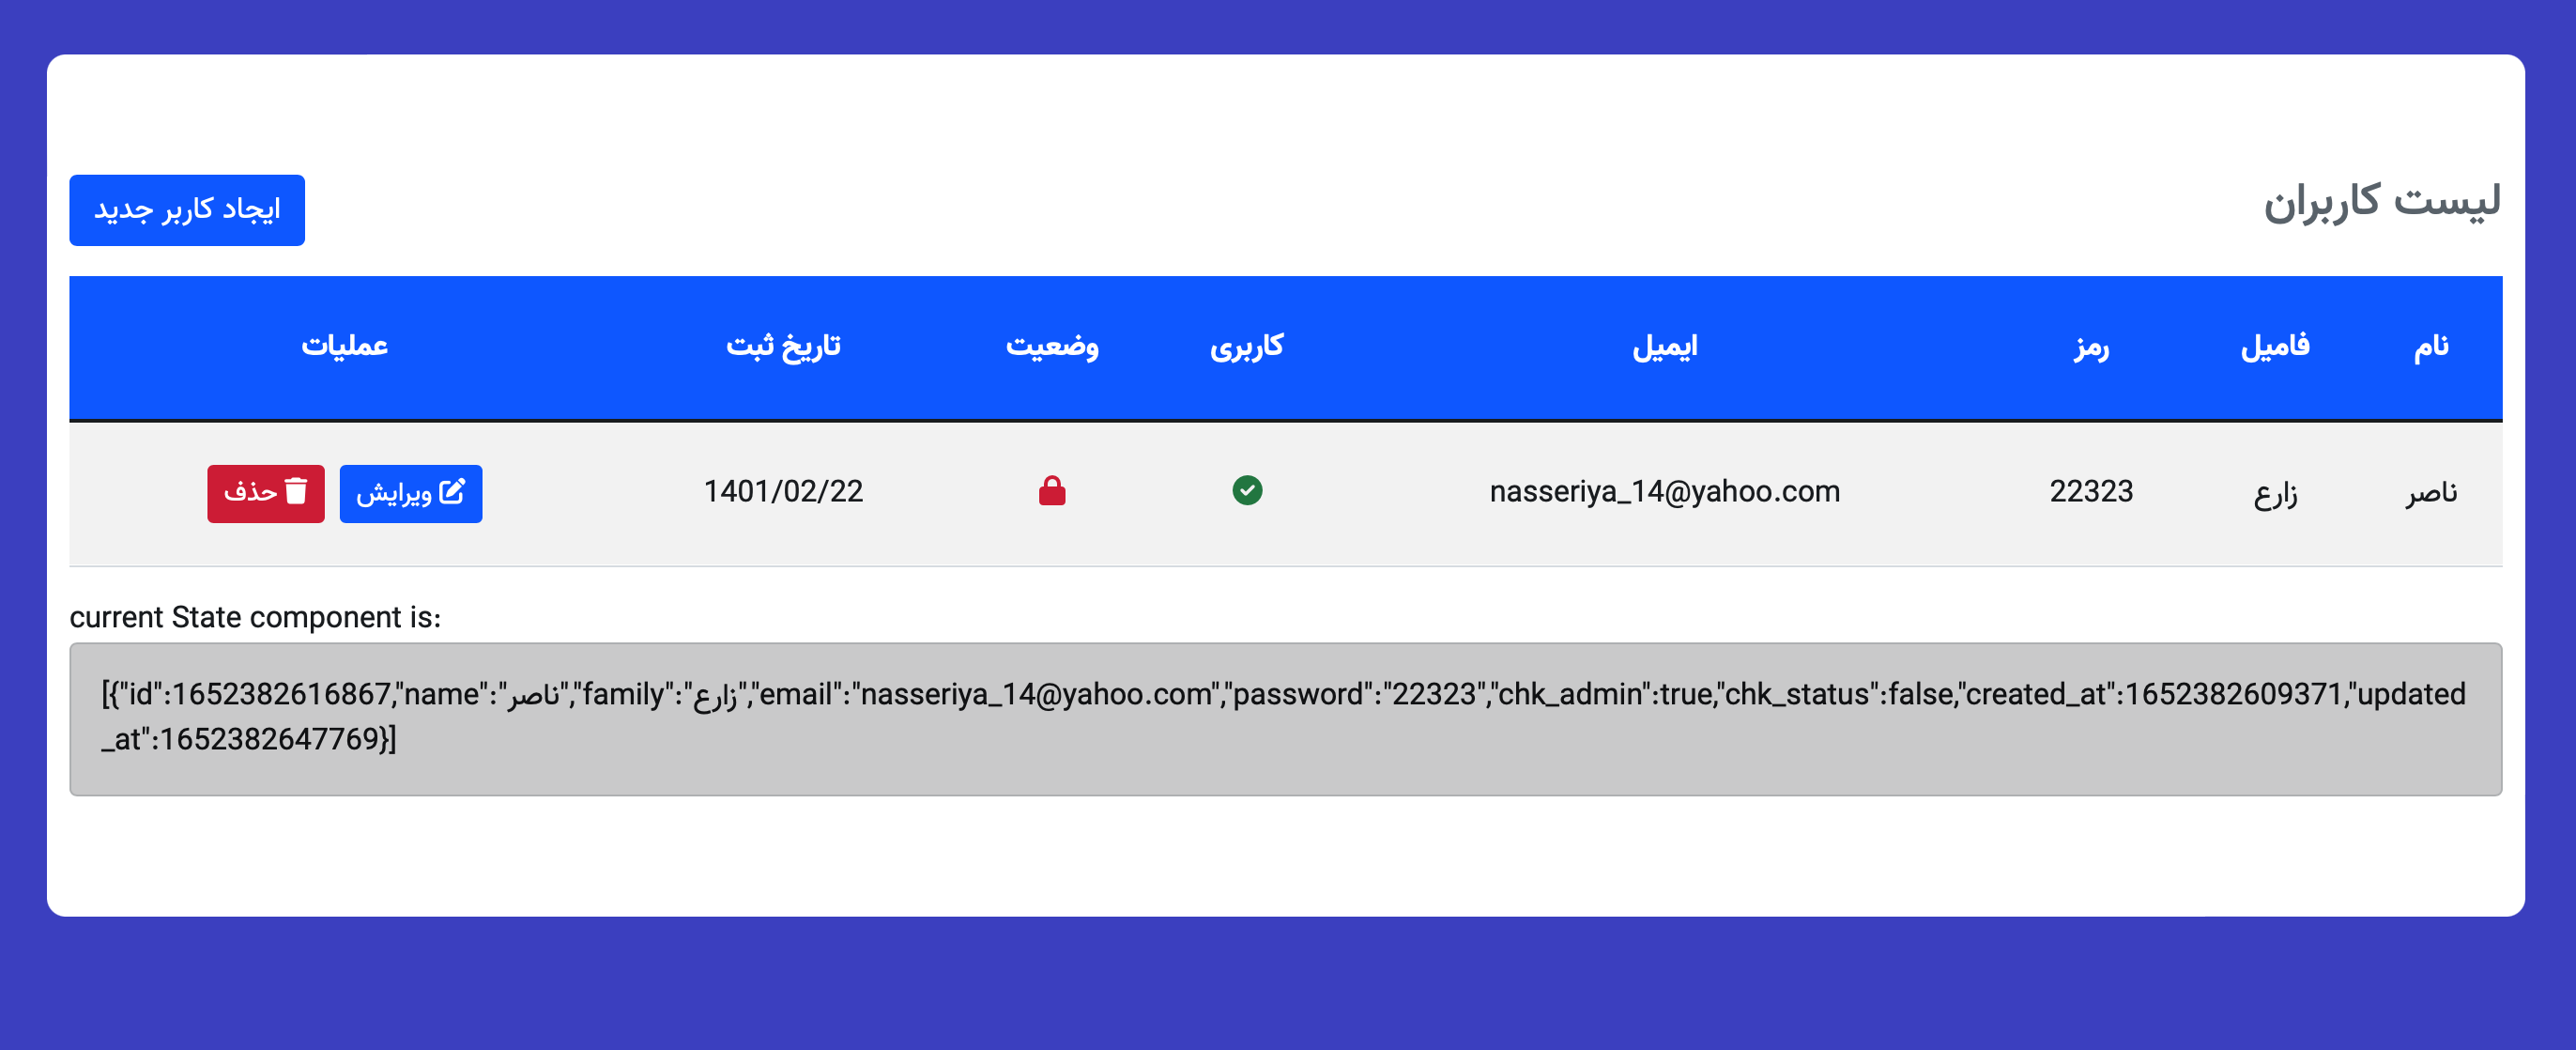 لیست کاربران
ایجاد کاربر جدید
نام فامیل رمز ایمیل کاربری وضعیت تاریخ ثبت عملیات
ناصر زارع 22323 nasseriya_14@yahoo.com 1401/02/22 ویرایش حذف
current State component is:
[{"id":1652382616867,"name":"ناصر","family":"زارع","email":"nasseriya_14@yahoo.com","password":"22323","chk_admin":true,"chk_status":false,"created_at":1652382609371,"updated
_at":1652382647769}]